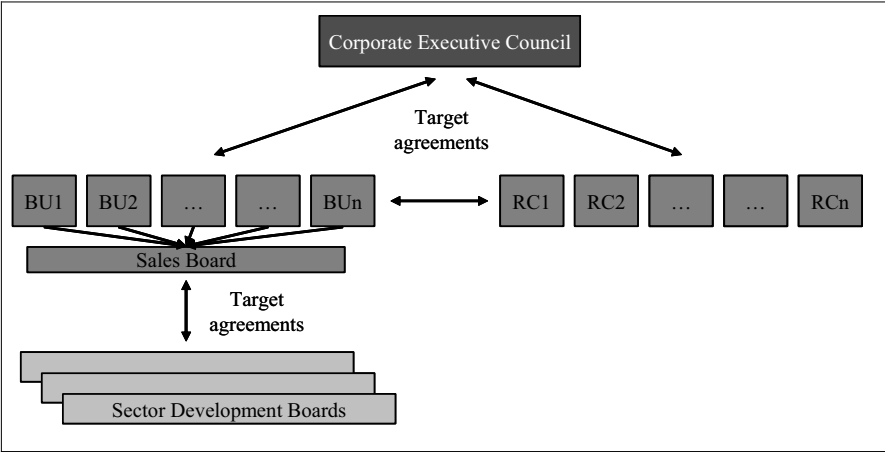 Corporate Executive Council
Target
agreements
BU1 BU2 … … BUn RC1 RC2 … … RCn
Sales Board
Target
agreements
Sector Development Boards